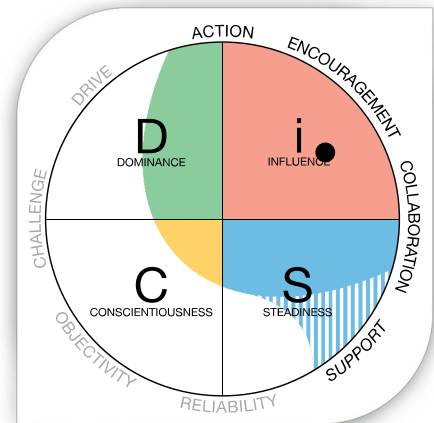 ACTION
ENCOURAGEMENT
DRIVE
D
DOMINANCE
i
INFLUENCE
CHALLENGE
COLLABORATION
C
CONSCIENTIOUSNESS
S
STEADINESS
OBJECTIVITY
SUPPORT
RELIABILITY